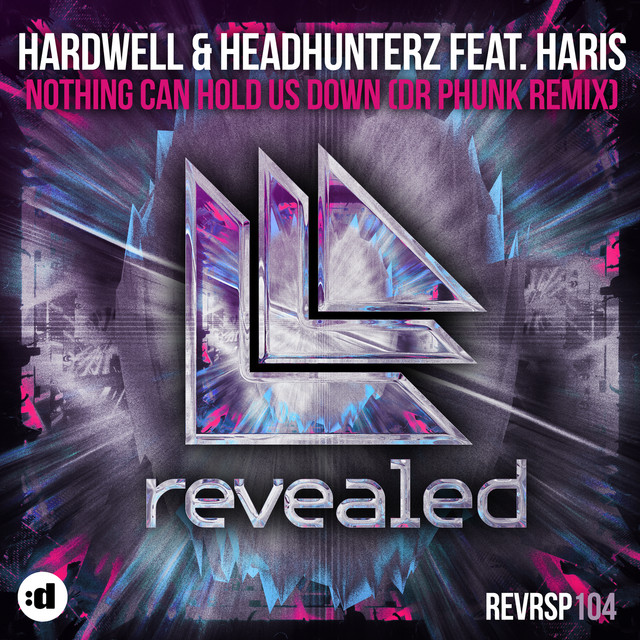 HARDWELL & HEADHUNTERZ FEAT. HARIS
NOTHING CAN HOLD US DOWN (DR PHUNK REMIX)
revealed
:d
REVRSP104